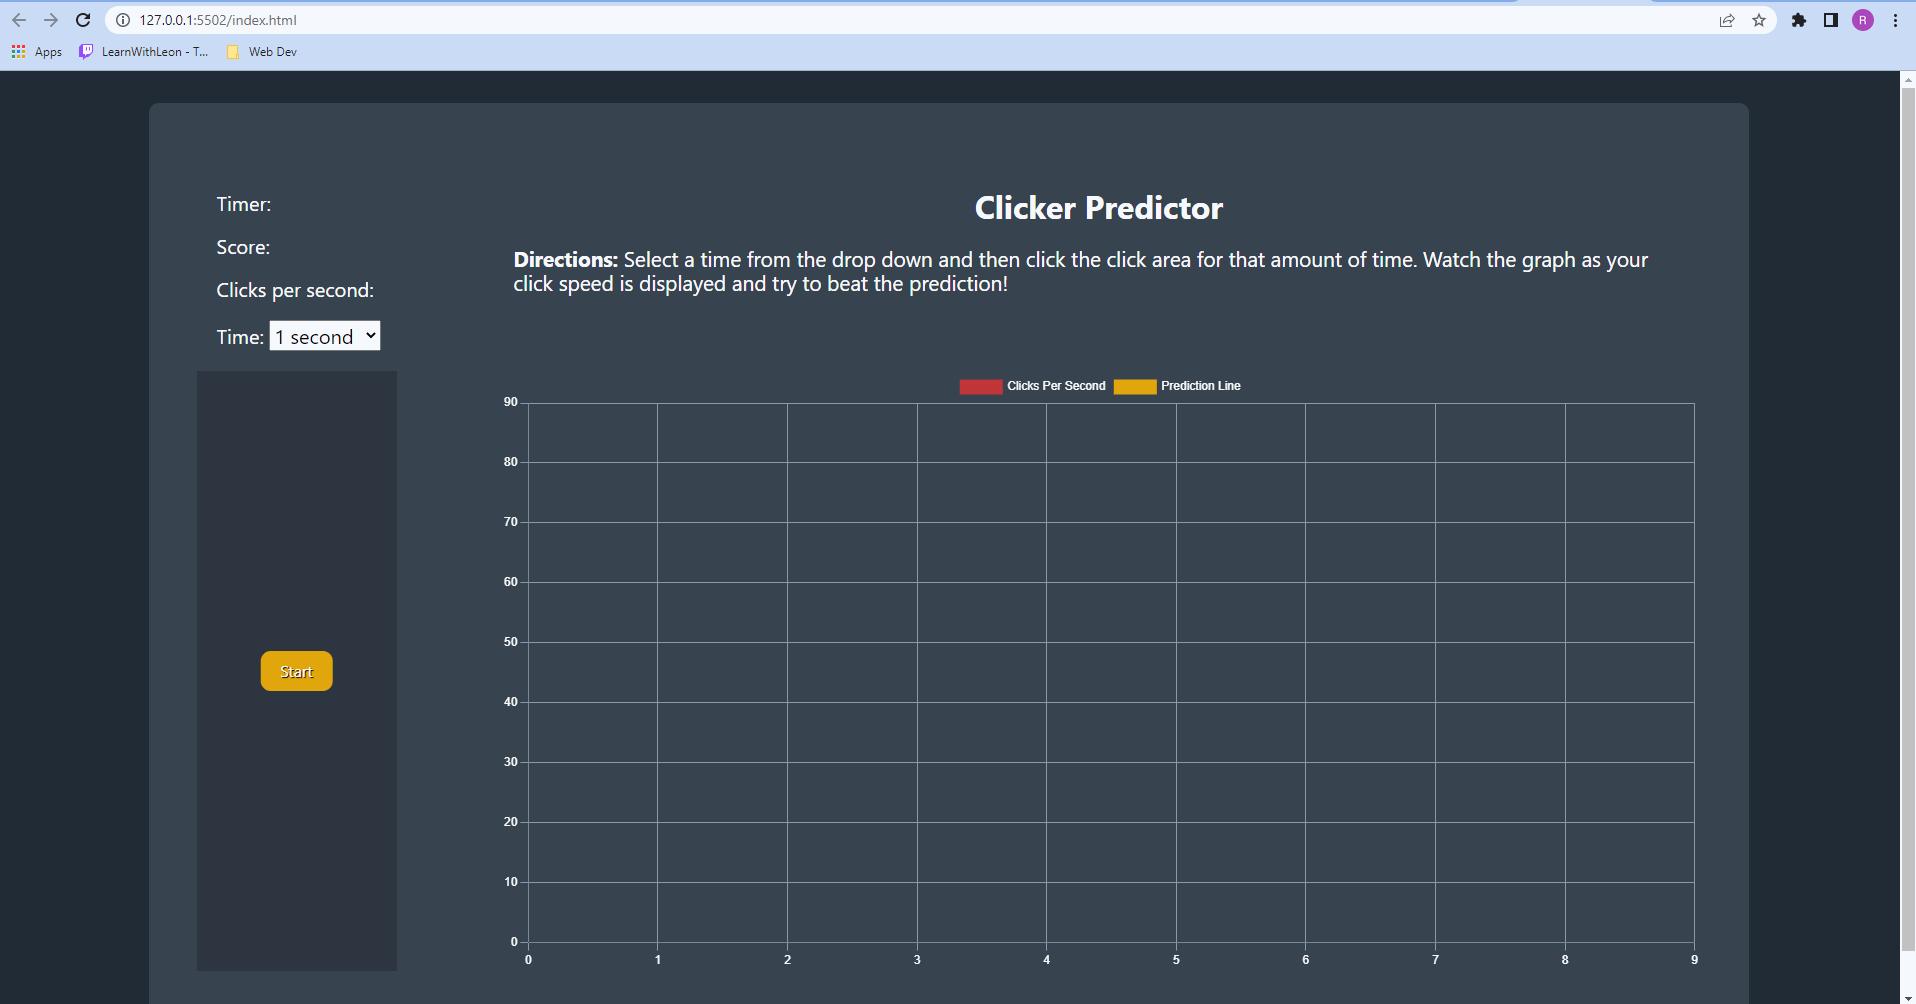 127.0.0.1:5502/index.html
R
Apps
LearnWithLeon - T...
Web Dev
Timer:
Score:
Clicks per second:
Time: 1 second
Start
Clicker Predictor
Directions: Select a time from the drop down and then click the click area for that amount of time. Watch the graph as your
click speed is displayed and try to beat the prediction!
Clicks Per Second Prediction Line
90
80
70
60
50
40
30
20
10
0
0 1 2 3 4 5 6 7 8 9